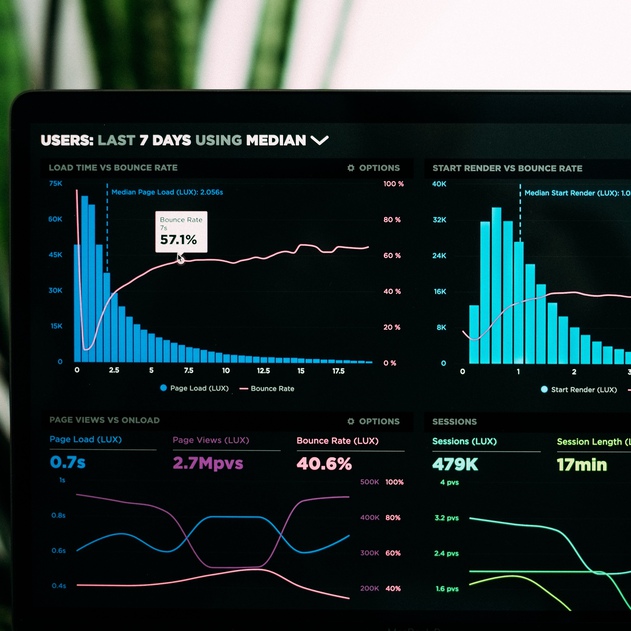 USERS: LAST 7 DAYS USING MEDIAN
LOAD TIME VS BOUNCE RATE
OPTIONS
75K
60K
45K
30K
15K
0
100 %
80 %
60 %
40 %
20 %
0 %
Median Page Load (LUX): 2.056s
Bounce Rate
7s
57.1%
0 2.5 5 7.5 10 12.5 15 17.5
Page Load (LUX) Bounce Rate
START RENDER VS BOUNCE RATE
40K
32K
24K
16K
8K
0
Median Start Render (LUX): 1.0
0 1 2 3
Start Render (LUX)
PAGE VIEWS VS ONLOAD
OPTIONS
Page Load (LUX) Page Views (LUX) Bounce Rate (LUX)
0.7s 2.7Mpvs 40.6%
1s
0.8s
0.6s
0.4s
500K 100%
400K 80%
300K 60%
200K 40%
SESSIONS
Sessions (LUX) Session Length (
479K 17min
4 pvs
3.2 pvs
2.4 pvs
1.6 pvs